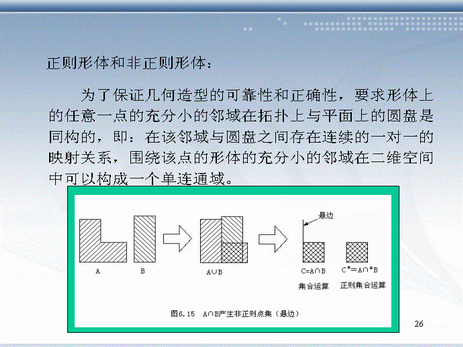 正则形体和非正则形体：
为了保证几何造型的可靠性和正确性，要求形体上
的任意一点的充分小的邻域在拓扑上与平面上的圆盘是
同构的，即：在该邻域与圆盘之间存在连续的一对一的
映射关系，围绕该点的形体的充分小的邻域在二维空间
中可以构成一个单连通域。
悬边
A B A∪B C=A∩B C*=A∩*B
集合运算 正则集合运算
图6.15 A∩B产生非正则点集（悬边）
26